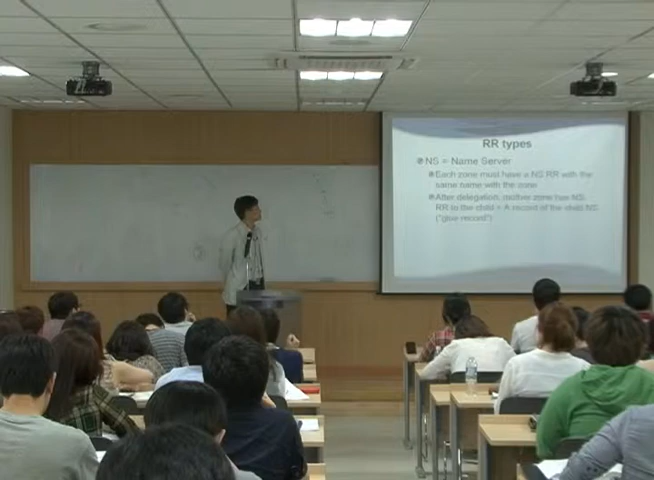 RR types
NS = Name Server
Each zone must have a NS RR with the
same name with the zone
After delegation, mother zone has NS
RR to the child + A record of the child NS
("glue record")